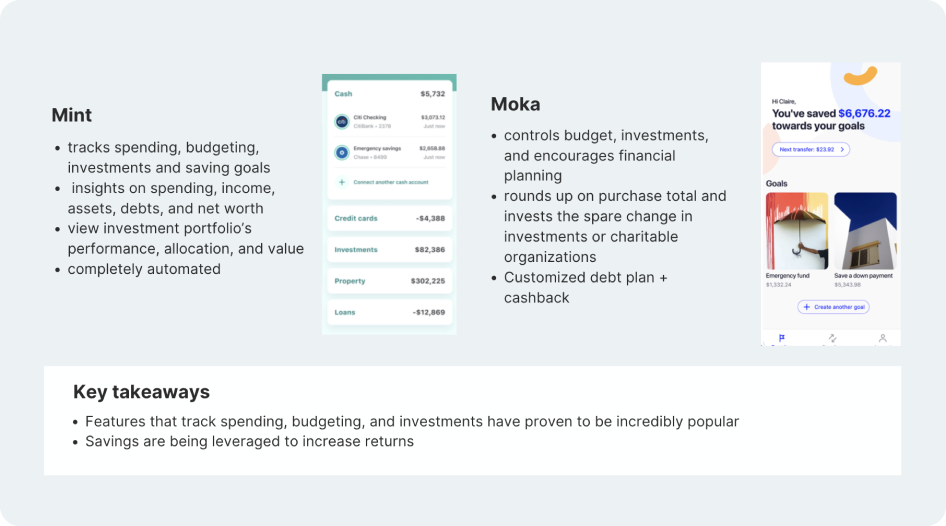 Mint
• tracks spending, budgeting,
investments and saving goals
• insights on spending, income,
assets, debts, and net worth
• view investment portfolio's
performance, allocation, and value
• completely automated
Cash $5,732
citi
Citi Checking $3,073.12
CitiBank • 2376 Just now
Emergency savings $2,658.88
Chase • 6499 Just now
+ Connect another cash account
Credit cards -$4,388
Investments $82,386
Property $302,225
Loans -$12,869
Moka
• controls budget, investments,
and encourages financial
planning
• rounds up on purchase total and
invests the spare change in
investments or charitable
organizations
• Customized debt plan +
cashback
Hi Claire,
You've saved $6,676.22
towards your goals
Next transfer: $23.92 >
Goals
Emergency fund
$1,332.24
Save a down payment
$5,343.98
+ Create another goal
Key takeaways
• Features that track spending, budgeting, and investments have proven to be incredibly popular
• Savings are being leveraged to increase returns